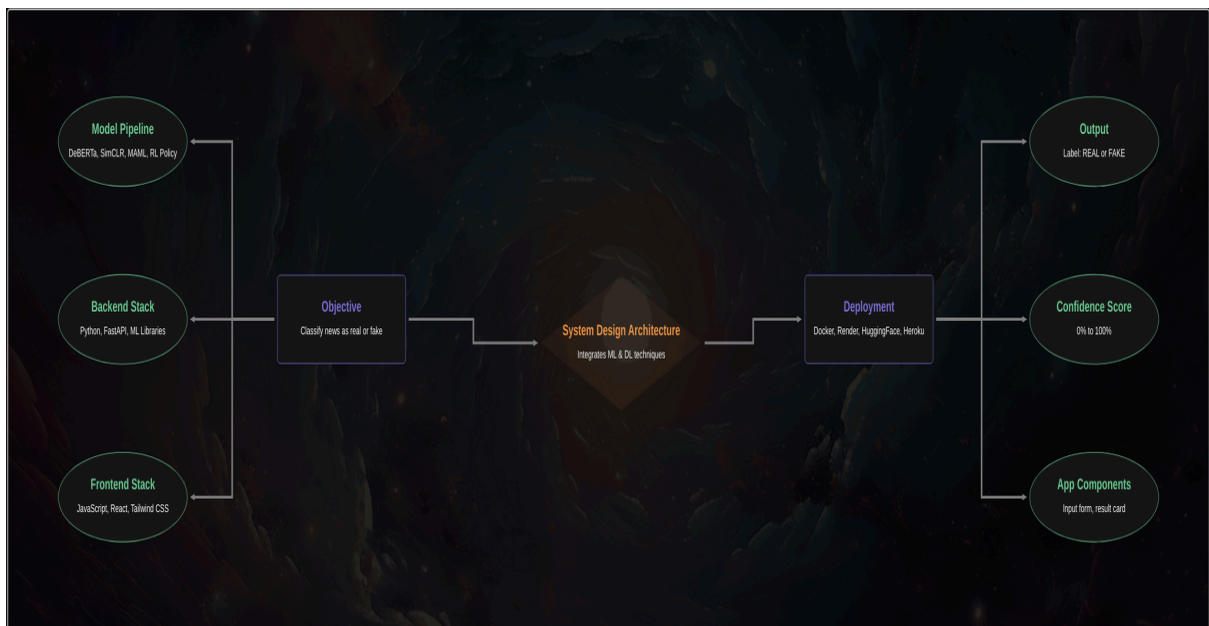 Model Pipeline
DeBERTa, SimCLR, MAML, RL Policy
Backend Stack
Python, FastAPI, ML Libraries
Frontend Stack
JavaScript, React, Tailwind CSS
Objective
Classify news as real or fake
System Design Architecture
Integrates ML & DL techniques
Deployment
Docker, Render, HuggingFace, Heroku
Output
Label: REAL or FAKE
Confidence Score
0% to 100%
App Components
Input form, result card